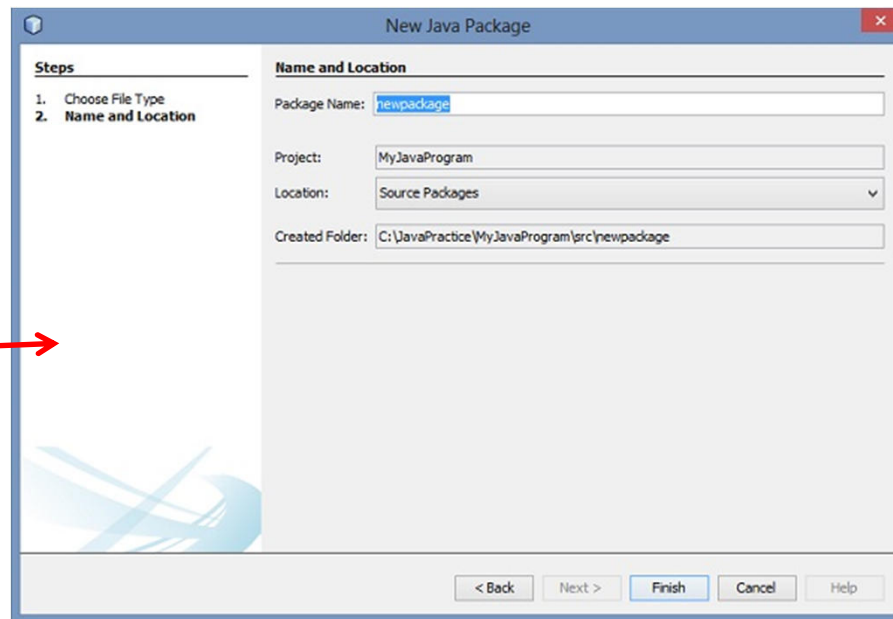 New Java Package
Steps
1. Choose File Type
2. Name and Location
Name and Location
Package Name: newpackage
Project: MyJavaProgram
Location: Source Packages
Created Folder: C:\JavaPractice\MyJavaProgram\src\newpackage
< Back Next > Finish Cancel Help